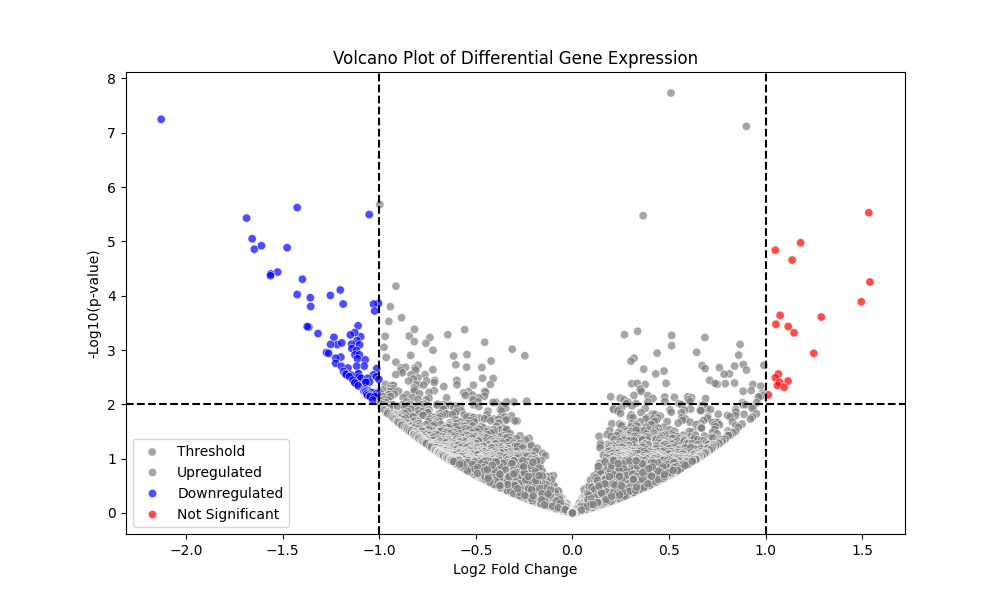 Volcano Plot of Differential Gene Expression
8
7
6
5
4
3
2
1
0
-Log10(p-value)
Threshold
Upregulated
Downregulated
Not Significant
−2.0 −1.5 −1.0 −0.5 0.0 0.5 1.0 1.5
Log2 Fold Change